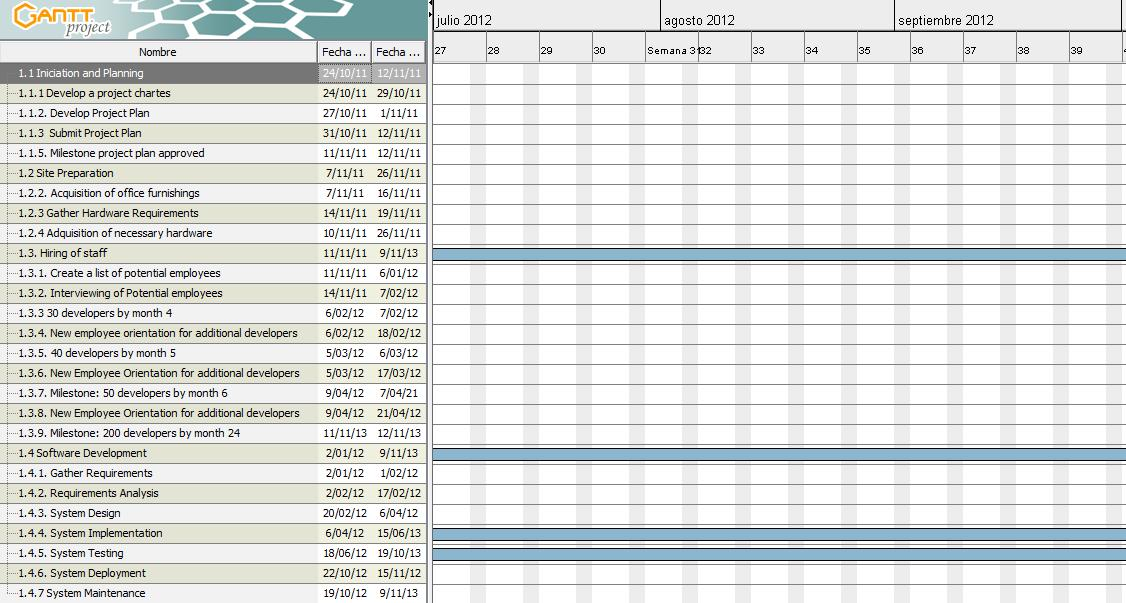 GANTT
project
julio 2012 agosto 2012 septiembre 2012
Nombre Fecha ... Fecha ... 27 28 29 30 Semana 31 32 33 34 35 36 37 38 39
1.1 Iniciation and Planning 24/10/11 12/11/11
1.1.1 Develop a project chartes 24/10/11 29/10/11
1.1.2. Develop Project Plan 27/10/11 1/11/11
1.1.3 Submit Project Plan 31/10/11 12/11/11
1.1.5. Milestone project plan approved 11/11/11 12/11/11
1.2 Site Preparation 7/11/11 26/11/11
1.2.2. Acquisition of office furnishings 7/11/11 16/11/11
1.2.3 Gather Hardware Requirements 14/11/11 19/11/11
1.2.4 Adquisition of necessary hardware 10/11/11 26/11/11
1.3. Hiring of staff 11/11/11 9/11/13
1.3.1. Create a list of potential employees 11/11/11 6/01/12
1.3.2. Interviewing of Potential employees 14/11/11 7/02/12
1.3.3 30 developers by month 4 6/02/12 7/02/12
1.3.4. New employee orientation for additional developers 6/02/12 18/02/12
1.3.5. 40 developers by month 5 5/03/12 6/03/12
1.3.6. New Employee Orientation for additional developers 5/03/12 17/03/12
1.3.7. Milestone: 50 developers by month 6 9/04/12 7/04/21
1.3.8. New Employee Orientation for additional developers 9/04/12 21/04/12
1.3.9. Milestone: 200 developers by month 24 11/11/13 12/11/13
1.4 Software Development 2/01/12 9/11/13
1.4.1. Gather Requirements 2/01/12 1/02/12
1.4.2. Requirements Analysis 2/02/12 17/02/12
1.4.3. System Design 20/02/12 6/04/12
1.4.4. System Implementation 6/04/12 15/06/13
1.4.5. System Testing 18/06/12 19/10/13
1.4.6. System Deployment 22/10/12 15/11/12
1.4.7 System Maintenance 19/10/12 9/11/13